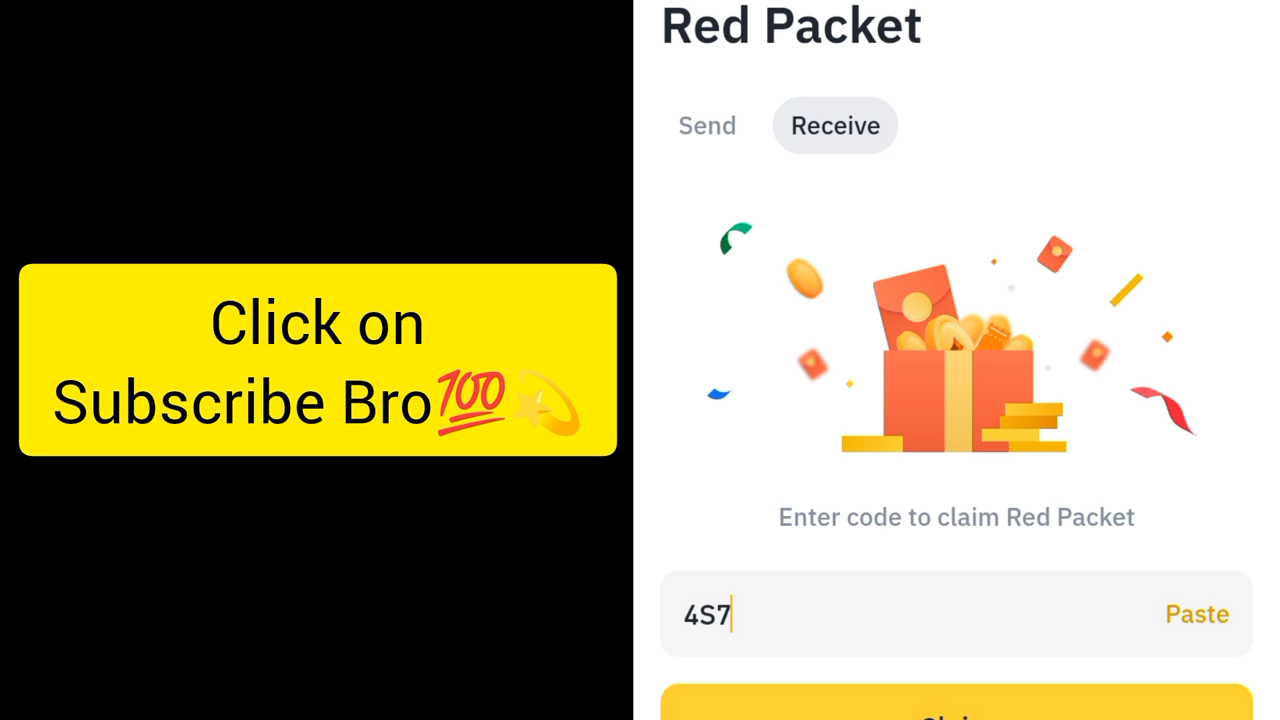 Click on
Subscribe Bro💯💫
Red Packet
Send
Receive
Enter code to claim Red Packet
4S7
Paste